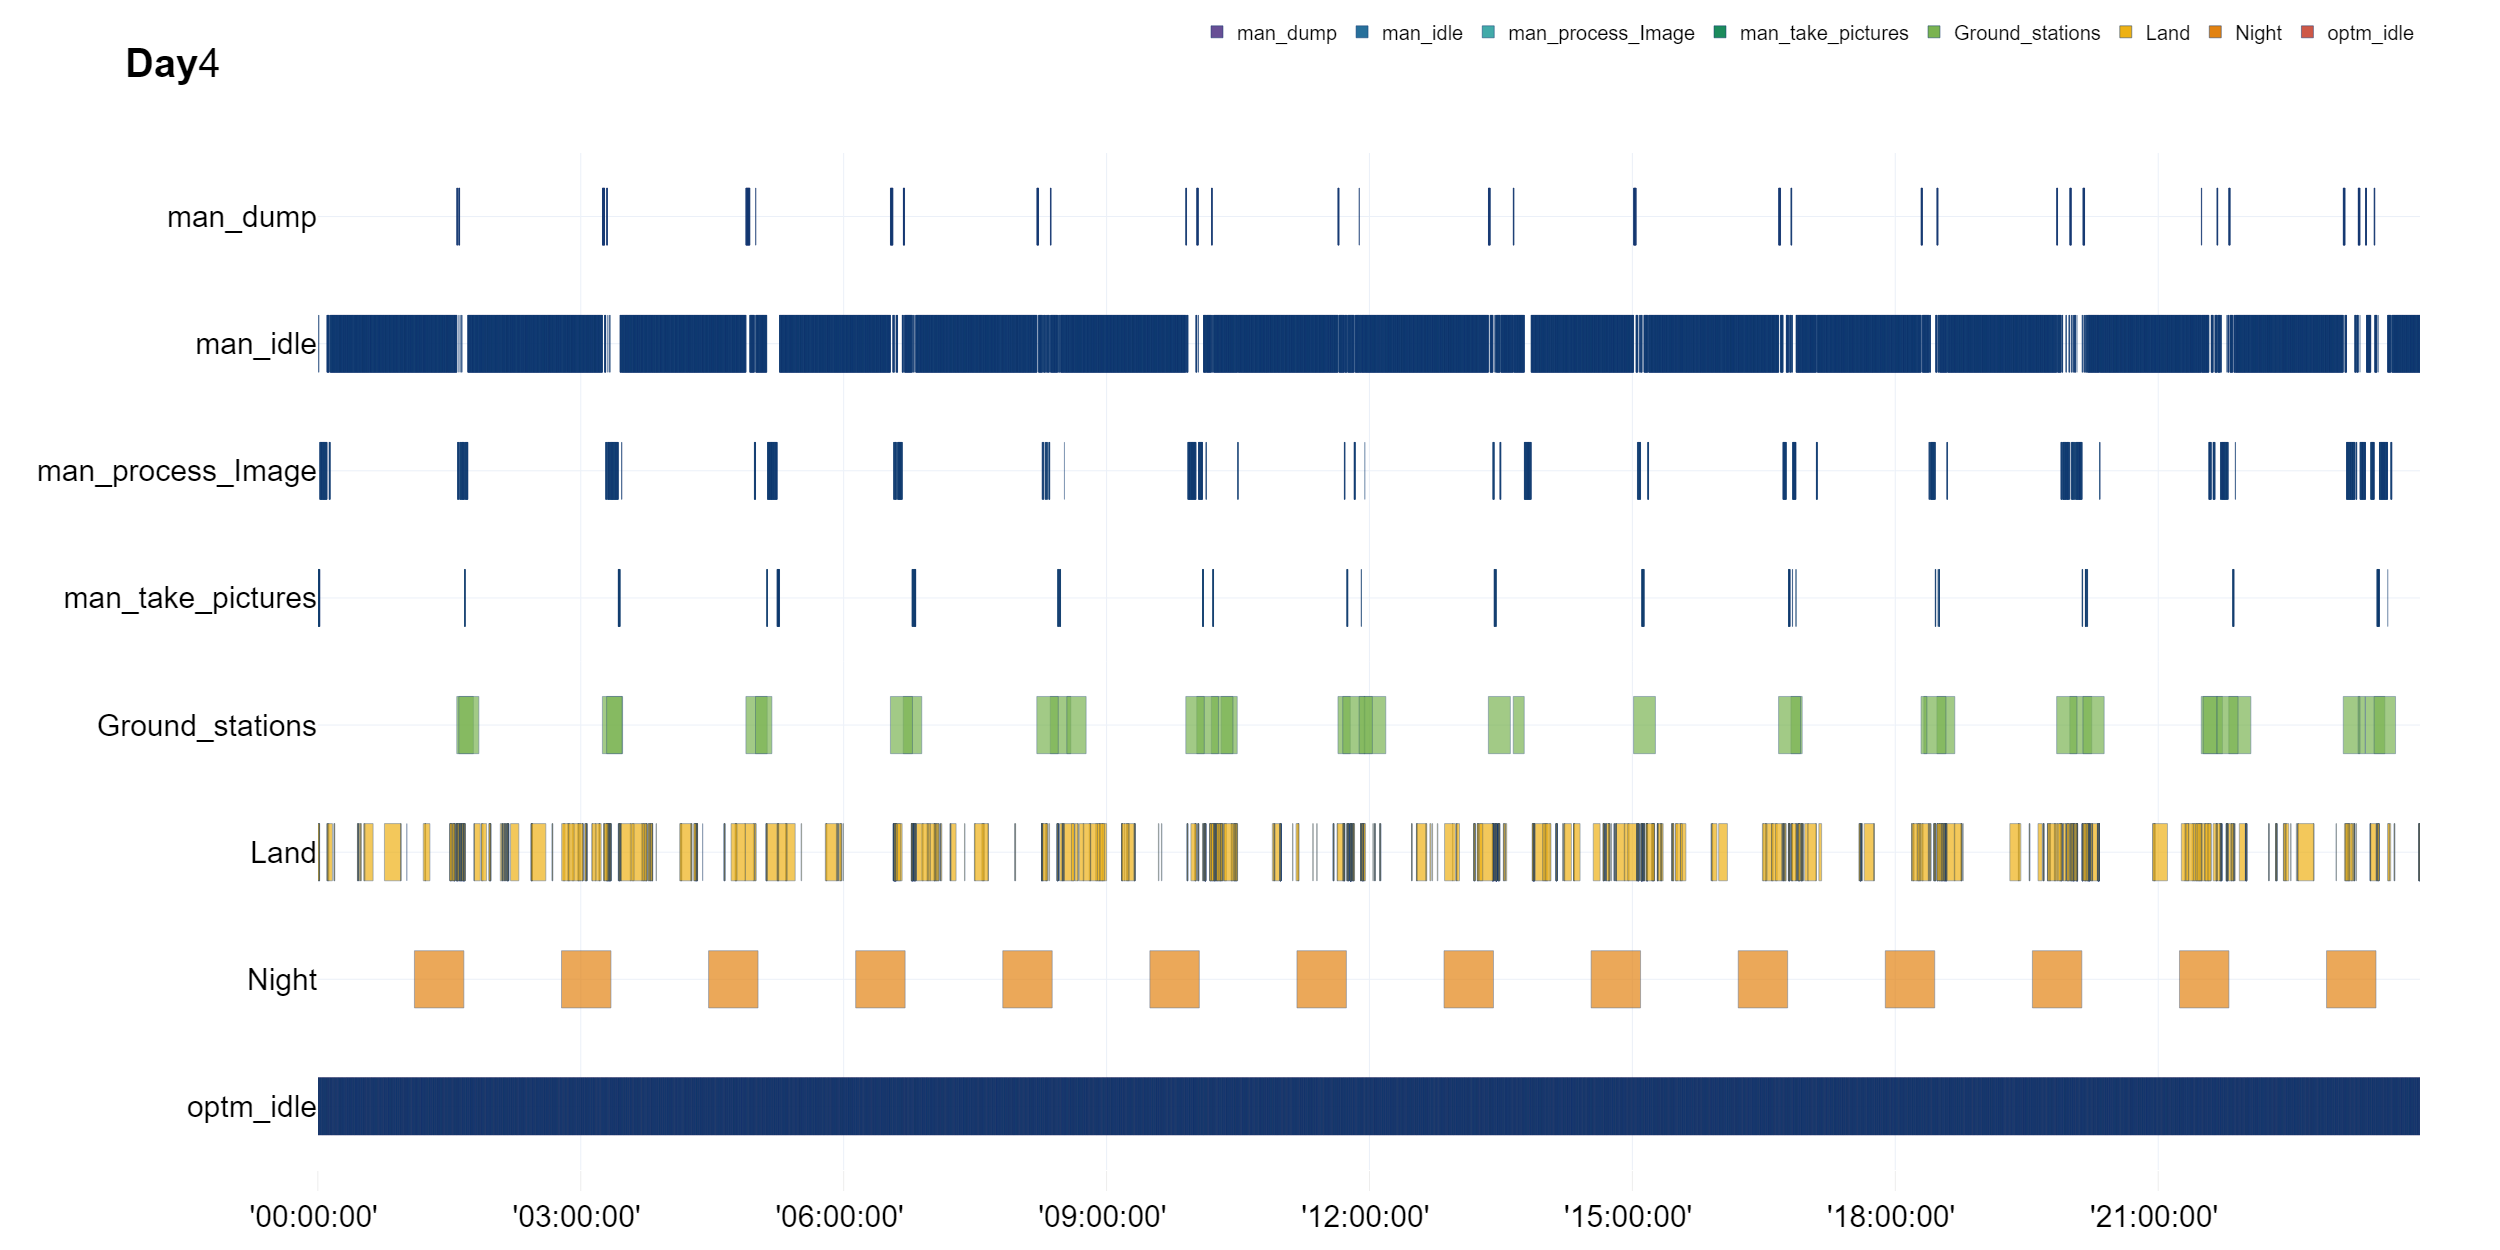 man_dump man_idle man_process_Image man_take_pictures Ground_stations Land Night optm_idle
Day4
man_dump
man_idle
man_process_Image
man_take_pictures
Ground_stations
Land
Night
optm_idle
'00:00:00' '03:00:00' '06:00:00' '09:00:00' '12:00:00' '15:00:00' '18:00:00' '21:00:00'